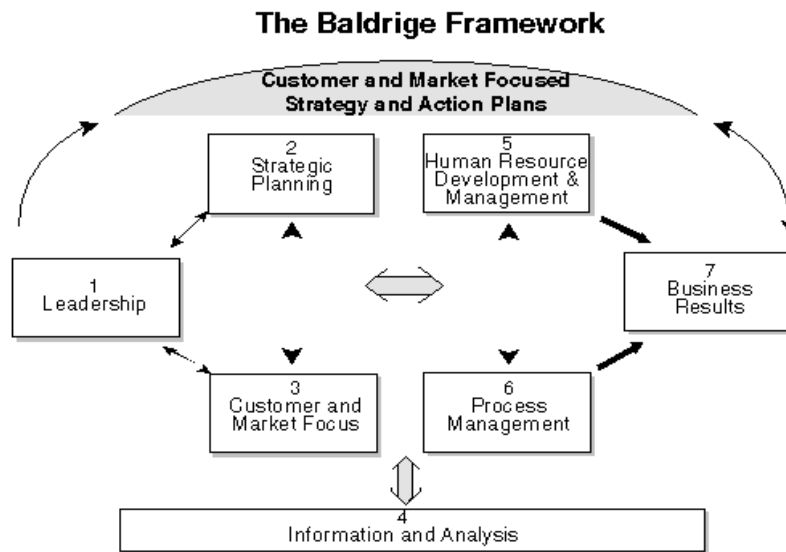 The Baldrige Framework
Customer and Market Focused
Strategy and Action Plans
2
Strategic
Planning
5
Human Resource
Development &
Management
1
Leadership
7
Business
Results
3
Customer and
Market Focus
6
Process
Management
4
Information and Analysis